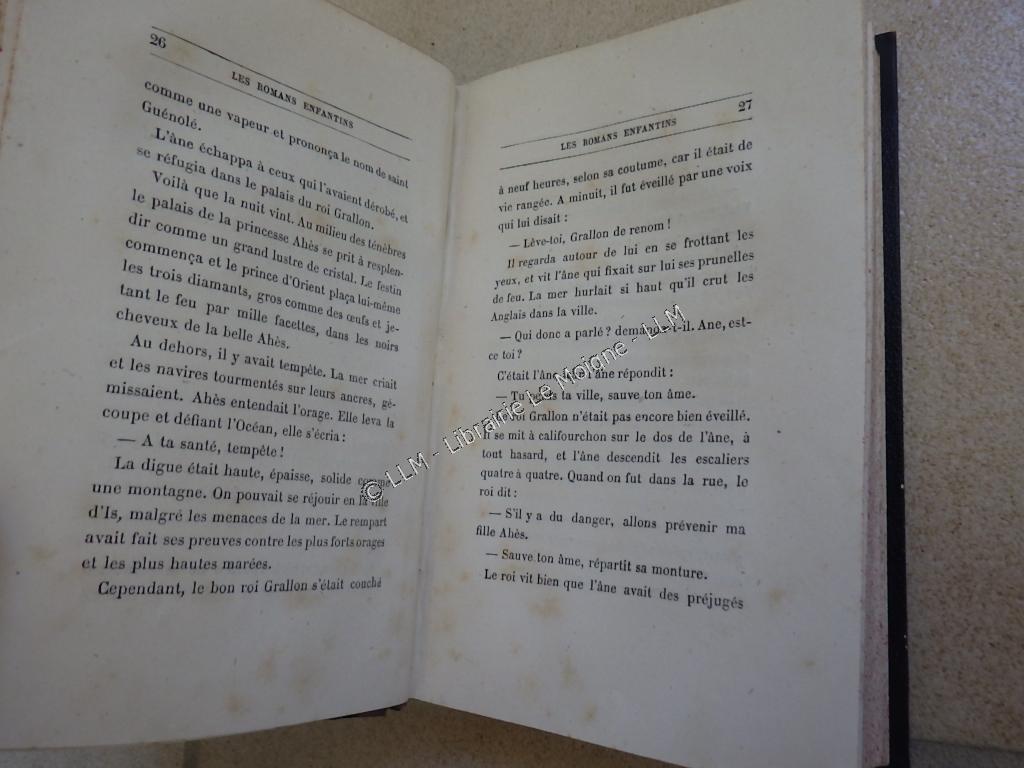 26
LES ROMANS ENFANTINS
comme une vapeur et prononça le nom de saint
Guénolé.
L'âne échappa à ceux qui l'avaient dérobé, et
se réfugia dans le palais du roi Grallon.
Voilà que la nuit vint. Au milieu des ténèbres
le palais de la princesse Ahès se prit à resplen-
dir comme un grand lustre de cristal. Le festin
commença et le prince d'Orient plaça lui-même
les trois diamants, gros comme des œufs et je-
tant le feu par mille facettes, dans les noirs
cheveux de la belle Ahès.
Au dehors, il y avait tempête. La mer criait
et les navires tourmentés sur leurs ancres, gé-
missaient. Ahès entendait l'orage. Elle leva la
coupe et défiant l'Océan, elle s'écria :
— A ta santé, tempête !
La digue était haute, épaisse, solide comme
une montagne. On pouvait se réjouir en la ville
d'Is, malgré les menaces de la mer. Le rempart
avait fait ses preuves contre les plus forts orages
et les plus hautes marées.
Cependant, le bon roi Grallon s'était couché
27
LES ROMANS ENFANTINS
à neuf heures, selon sa coutume, car il était de
vie rangée. A minuit, il fut éveillé par une voix
qui lui disait :
— Lève-toi, Grallon de renom !
Il regarda autour de lui en se frottant les
yeux, et vit l'âne qui fixait sur lui ses prunelles
de feu. La mer hurlait si haut qu'il crut les
Anglais dans la ville.
— Qui donc a parlé ? demanda-t-il. Ane, est-
ce toi ?
C'était l'âne l'âne répondit :
— Tu ta ville, sauve ton âme.
Le roi Grallon n'était pas encore bien éveillé.
Il se mit à califourchon sur le dos de l'âne, à
tout hasard, et l'âne descendit les escaliers
quatre à quatre. Quand on fut dans la rue, le
roi dit :
— S'il y a du danger, allons prévenir ma
fille Ahès.
— Sauve ton âme, répartit sa monture.
Le roi vit bien que l'âne avait des préjugés
© LLM - Librairie Le Moigne - LLM